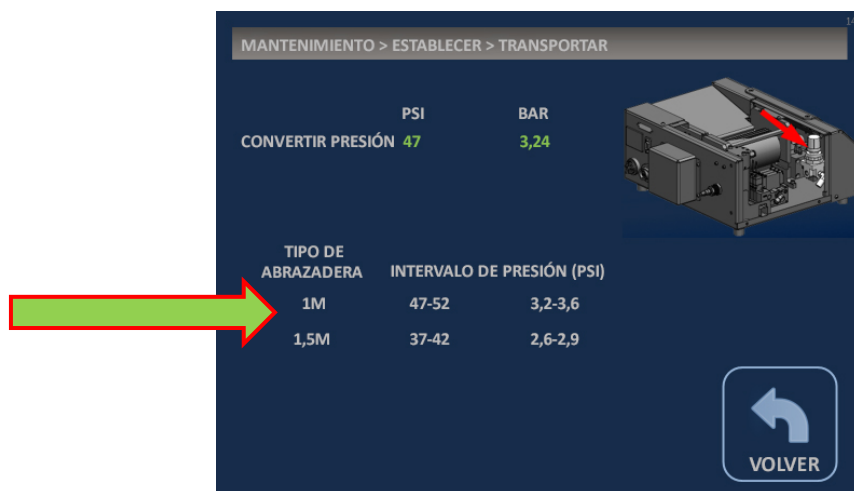 14
MANTENIMIENTO > ESTABLECER > TRANSPORTAR
PSI BAR
CONVERTIR PRESIÓN 47 3,24
TIPO DE
ABRAZADERA INTERVALO DE PRESIÓN (PSI)
1M 47-52 3,2-3,6
1,5M 37-42 2,6-2,9
VOLVER